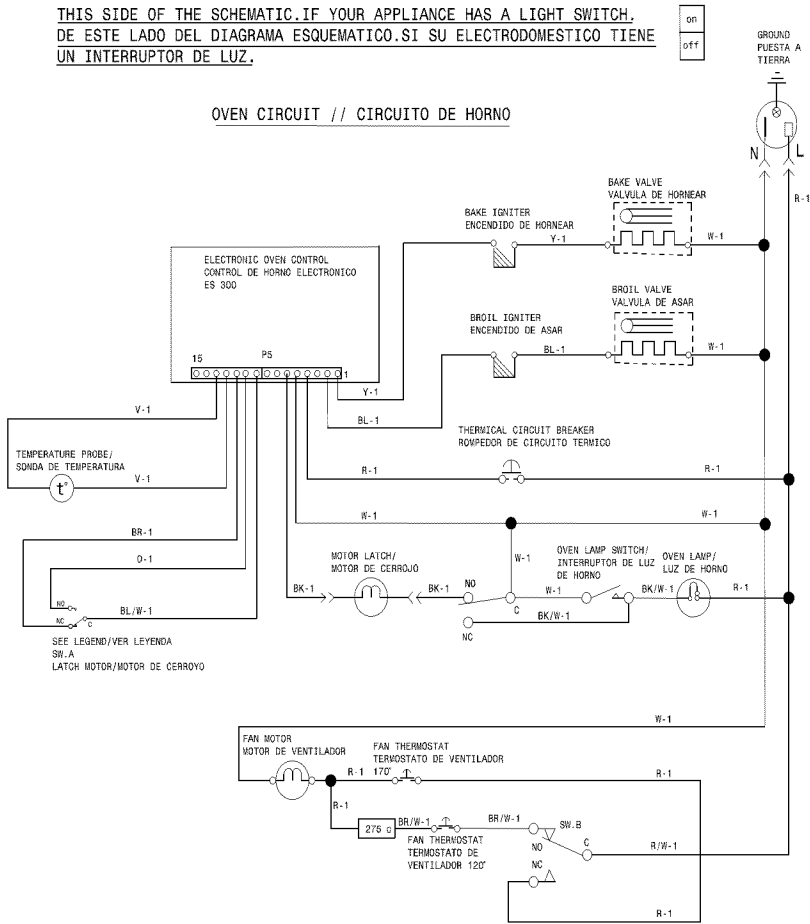 THIS SIDE OF THE SCHEMATIC.IF YOUR APPLIANCE HAS A LIGHT SWITCH.
DE ESTE LADO DEL DIAGRAMA ESQUEMATICO.SI SU ELECTRODOMESTICO TIENE
UN INTERRUPTOR DE LUZ.
on
off
GROUND
PUESTA A
TIERRA
OVEN CIRCUIT // CIRCUITO DE HORNO
N
L
R-1
BAKE VALVE
VALVULA DE HORNEAR
BAKE IGNITER
ENCENDIDO DE HORNEAR
Y-1
W-1
ELECTRONIC OVEN CONTROL
CONTROL DE HORNO ELECTRONICO
ES 300
BROIL VALVE
VALVULA DE ASAR
BROIL IGNITER
ENCENDIDO DE ASAR
BL-1
W-1
15
P5
1
Y-1
V-1
BL-1
THERMICAL CIRCUIT BREAKER
ROMPEDOR DE CIRCUITO TERMICO
TEMPERATURE PROBE/
SONDA DE TEMPERATURA
t°
V-1
R-1
R-1
W-1
W-1
BR-1
O-1
W-1
MOTOR LATCH/
MOTOR DE CERROJO
OVEN LAMP SWITCH/
INTERRUPTOR DE LUZ
DE HORNO
OVEN LAMP/
LUZ DE HORNO
BK-1
BK-1
NO
C
W-1
BK/W-1
R-1
NO
NC
C
BL/W-1
BK/W-1
NC
SEE LEGEND/VER LEYENDA
SW.A
LATCH MOTOR/MOTOR DE CERROYO
W-1
FAN MOTOR
MOTOR DE VENTILADOR
FAN THERMOSTAT
TERMOSTATO DE VENTILADOR
170°
R-1
R-1
R-1
275 Ω
BR/W-1
BR/W-1
SW.B
FAN THERMOSTAT
TERMOSTATO DE
VENTILADOR 120°
NO
C
R/W-1
NC
R-1